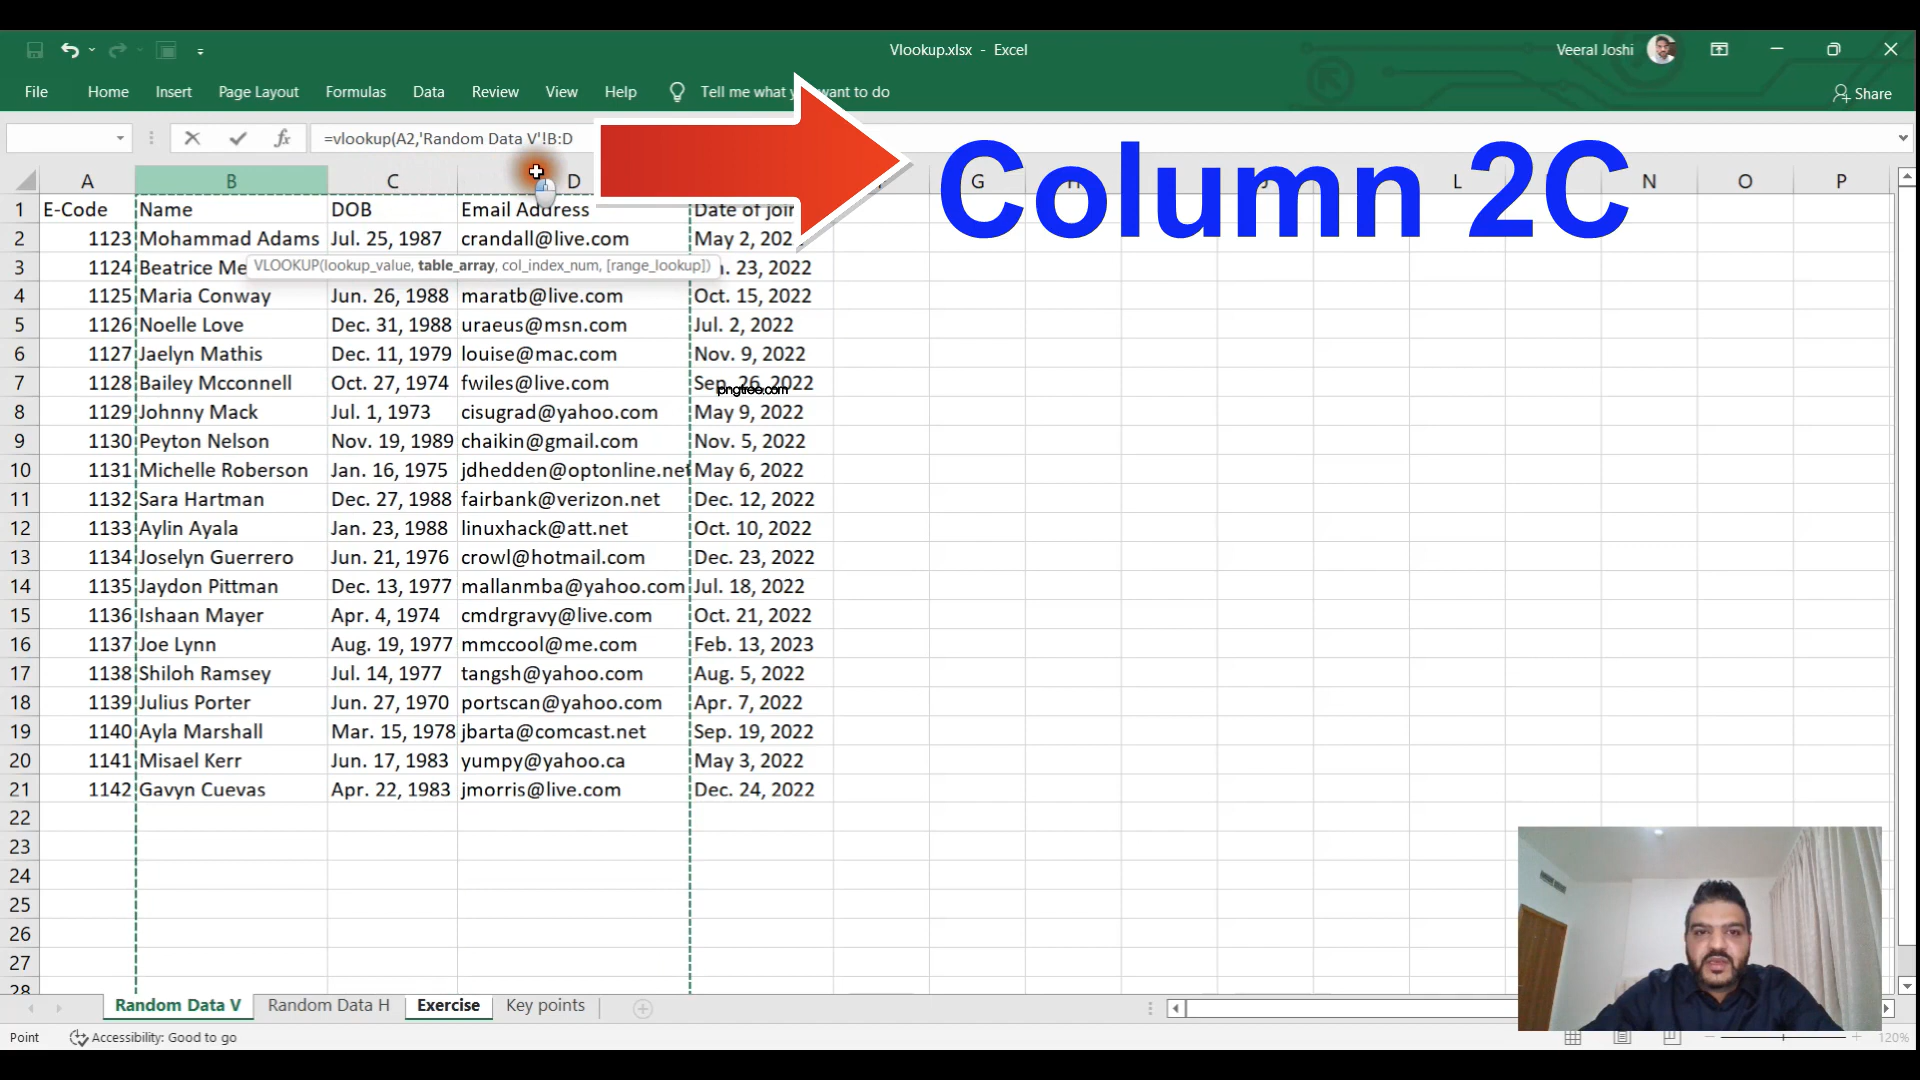 Vlookup.xlsx - Excel
Veeral Joshi
File Home Insert Page Layout Formulas Data Review View Help Tell me what want to do
Share
=vlookup(A2,'Random Data V'!B:D
Column 2C
A B C D G L N O P
1 E-Code Name DOB Email Address Date of
2 1123 Mohammad Adams Jul. 25, 1987 crandall@live.com May 2, 202
3 1124 Beatrice 23, 2022
VLOOKUP(lookup_value, table_array, col_index_num, [range_lookup])
4 1125 Maria Conway Jun. 26, 1988 maratb@live.com Oct. 15, 2022
5 1126 Noelle Love Dec. 31, 1988 uraeus@msn.com Jul. 2, 2022
6 1127 Jaelyn Mathis Dec. 11, 1979 louise@mac.com Nov. 9, 2022
7 1128 Bailey Mcconnell Oct. 27, 1974 fwiles@live.com Sep. 26, 2022
pngtree.com
8 1129 Johnny Mack Jul. 1, 1973 cisugrad@yahoo.com May 9, 2022
9 1130 Peyton Nelson Nov. 19, 1989 chaikin@gmail.com Nov. 5, 2022
10 1131 Michelle Roberson Jan. 16, 1975 jdhedden@optonline.net May 6, 2022
11 1132 Sara Hartman Dec. 27, 1988 fairbank@verizon.net Dec. 12, 2022
12 1133 Aylin Ayala Jan. 23, 1988 linuxhack@att.net Oct. 10, 2022
13 1134 Joselyn Guerrero Jun. 21, 1976 crowl@hotmail.com Dec. 23, 2022
14 1135 Jaydon Pittman Dec. 13, 1977 mallanmba@yahoo.com Jul. 18, 2022
15 1136 Ishaan Mayer Apr. 4, 1974 cmdrgravy@live.com Oct. 21, 2022
16 1137 Joe Lynn Aug. 19, 1977 mmccool@me.com Feb. 13, 2023
17 1138 Shiloh Ramsey Jul. 14, 1977 tangsh@yahoo.com Aug. 5, 2022
18 1139 Julius Porter Jun. 27, 1970 portscan@yahoo.com Apr. 7, 2022
19 1140 Ayla Marshall Mar. 15, 1978 jbarta@comcast.net Sep. 19, 2022
20 1141 Misael Kerr Jun. 17, 1983 yumpy@yahoo.ca May 3, 2022
21 1142 Gavyn Cuevas Apr. 22, 1983 jmorris@live.com Dec. 24, 2022
22
23
24
25
26
27
28
Random Data V Random Data H Exercise Key points
Point Accessibility: Good to go 120%